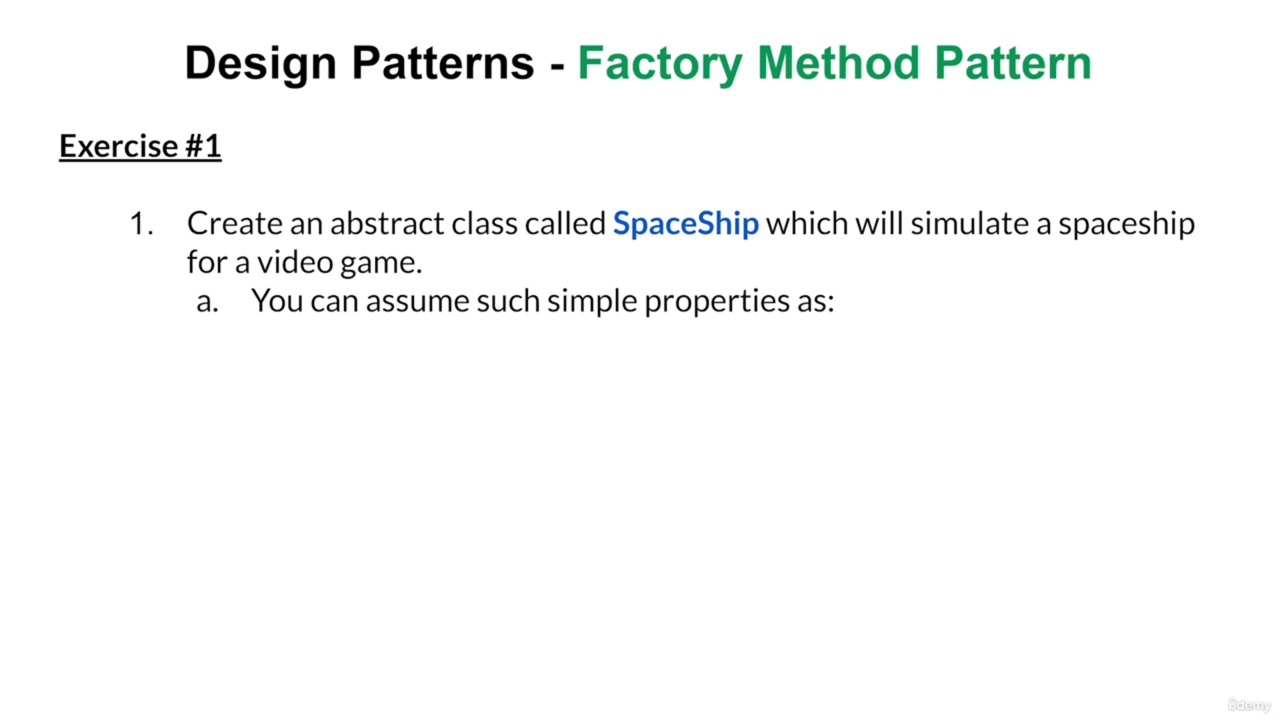 Design Patterns - Factory Method Pattern
Exercise #1
1. Create an abstract class called SpaceShip which will simulate a spaceship
for a video game.
a. You can assume such simple properties as:
ûdemy